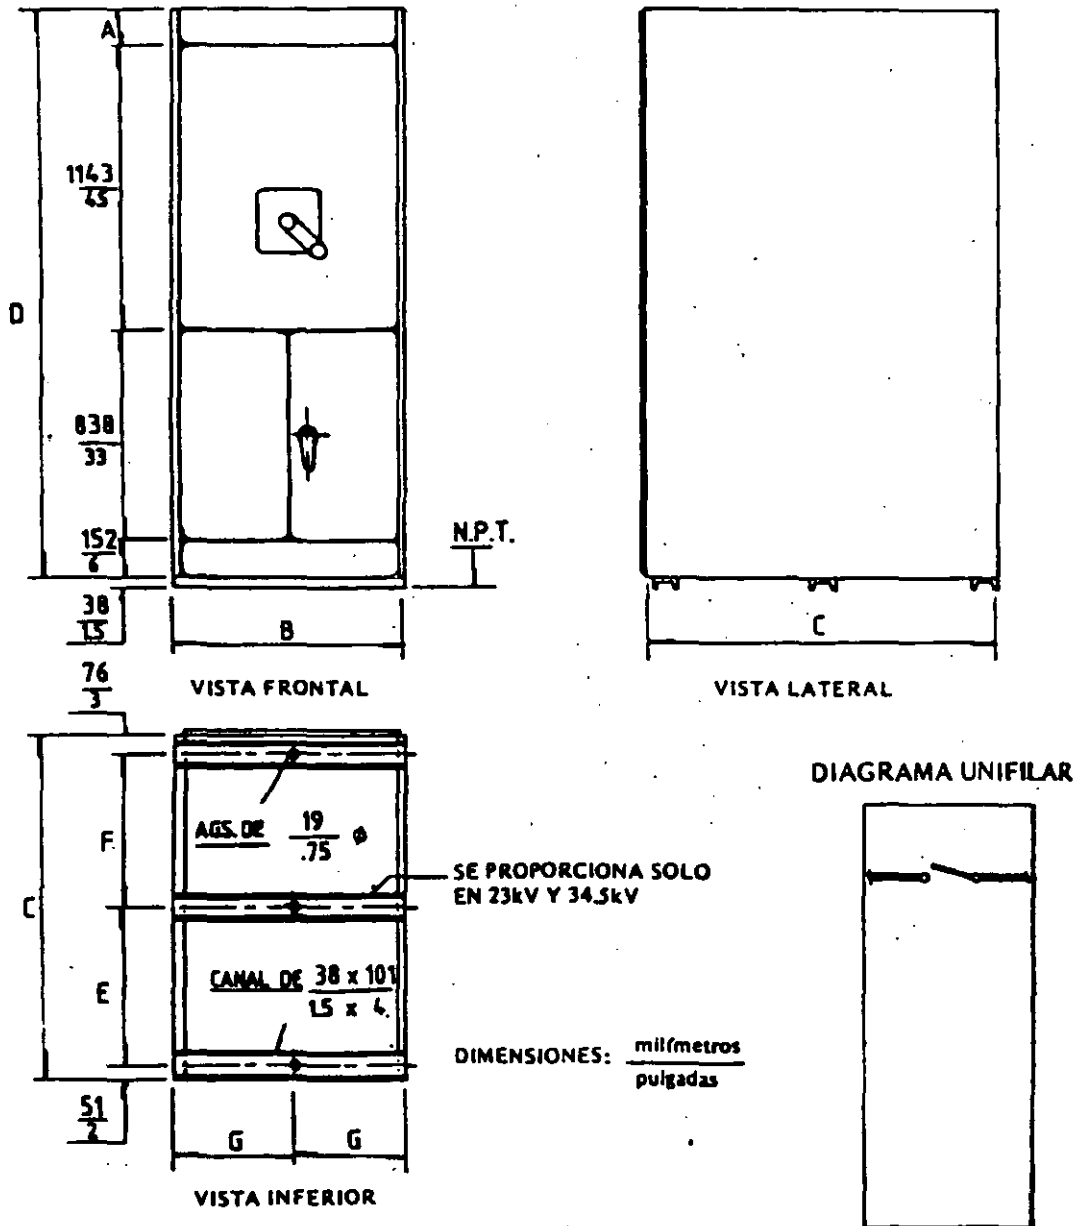 A
1143
45
D
838
33
152
6
38
1.5
B
VISTA FRONTAL
N.P.T.
C
VISTA LATERAL
76
3
F
C
E
AGS. DE 19
.75 ø
SE PROPORCIONA SOLO
EN 23kV Y 34.5kV
CANAL DE 38 x 101
1.5 x 4.
51
2
G G
VISTA INFERIOR
DIMENSIONES: milímetros
pulgadas
DIAGRAMA UNIFILAR